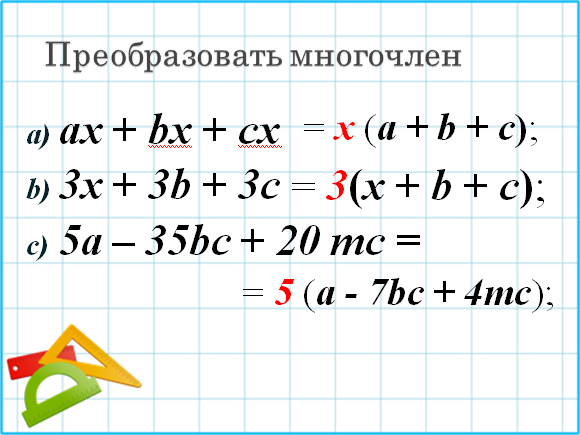 Преобразовать многочлен
a) ax + bx + cx = x (a + b + c);
b) 3x + 3b + 3c = 3(x + b + c);
c) 5a – 35bc + 20 mc =
= 5 (a - 7bc + 4mc);